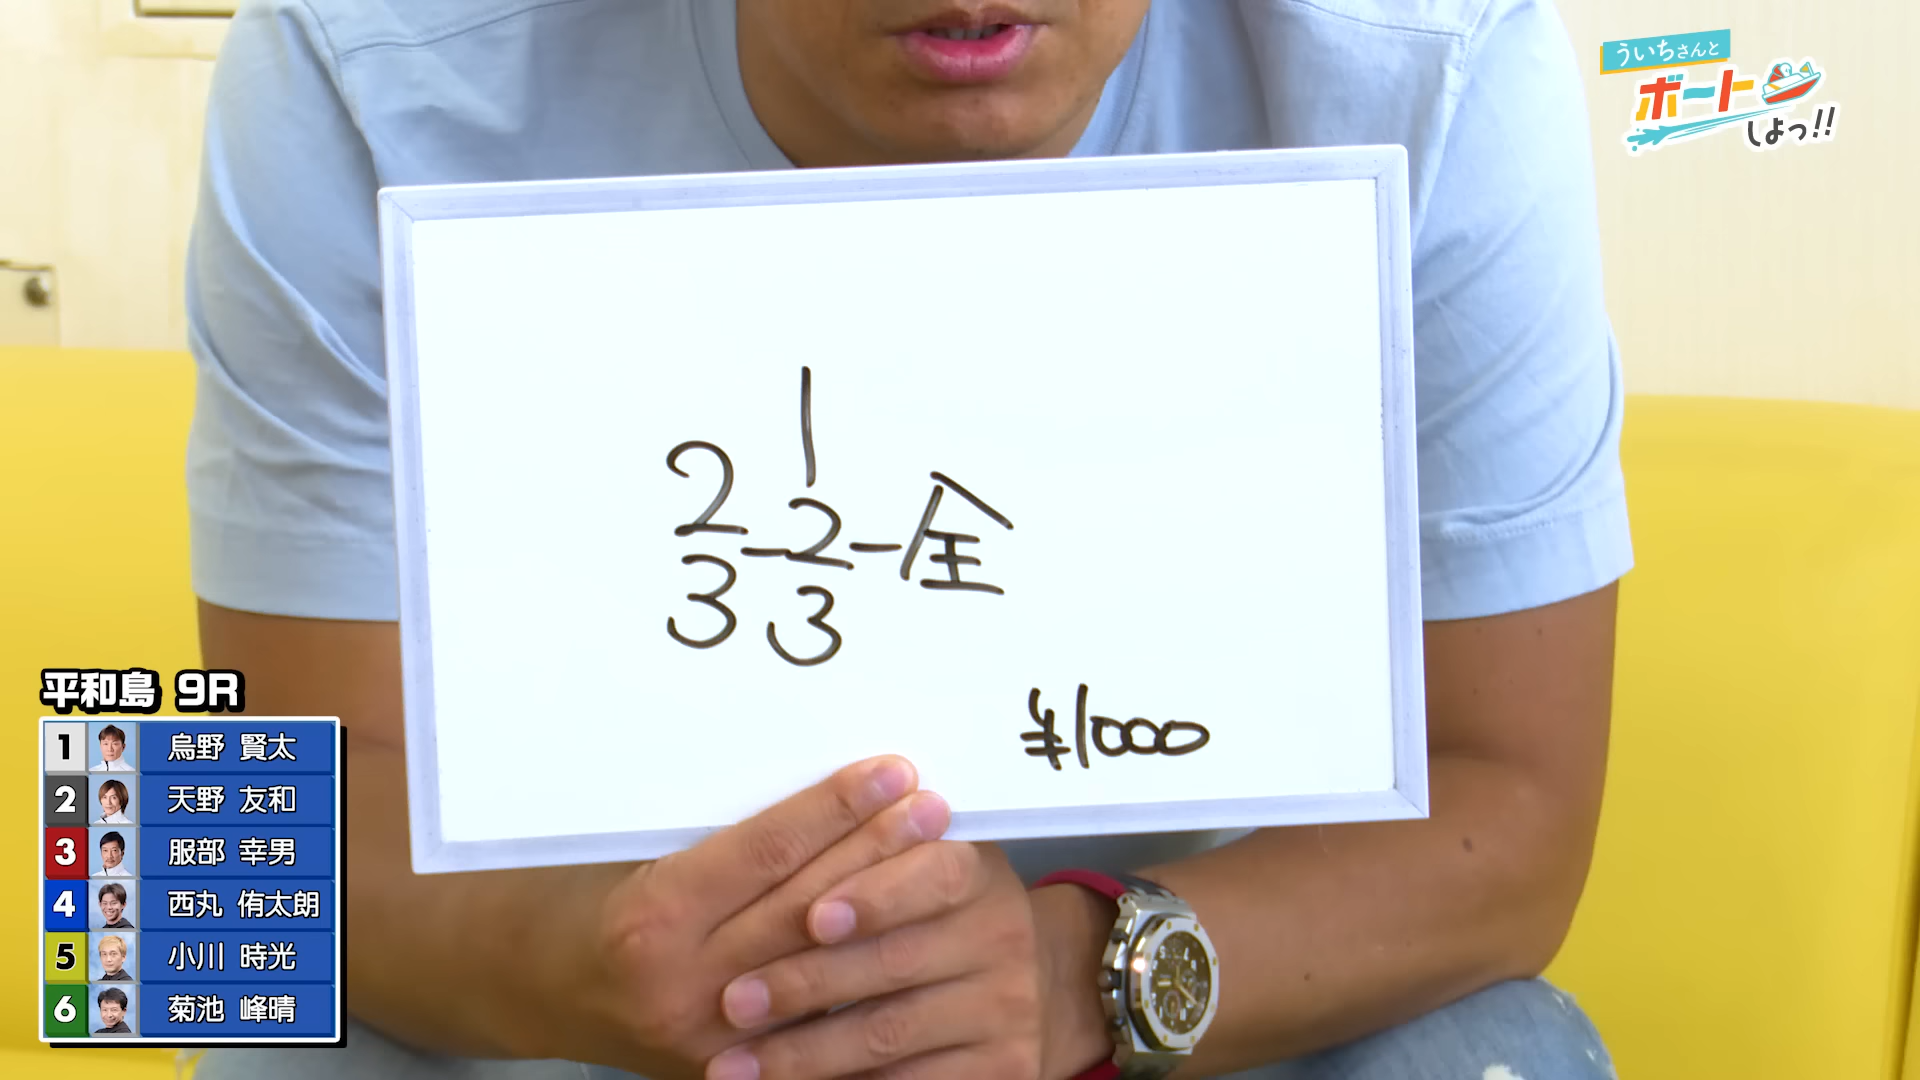 ういちさんと
ボート
しよっ!!
1
2 2
3 - 3 - 全
¥1000
平和島 9R
1 烏野 賢太
2 天野 友和
3 服部 幸男
4 西丸 侑太朗
5 小川 時光
6 菊池 峰晴